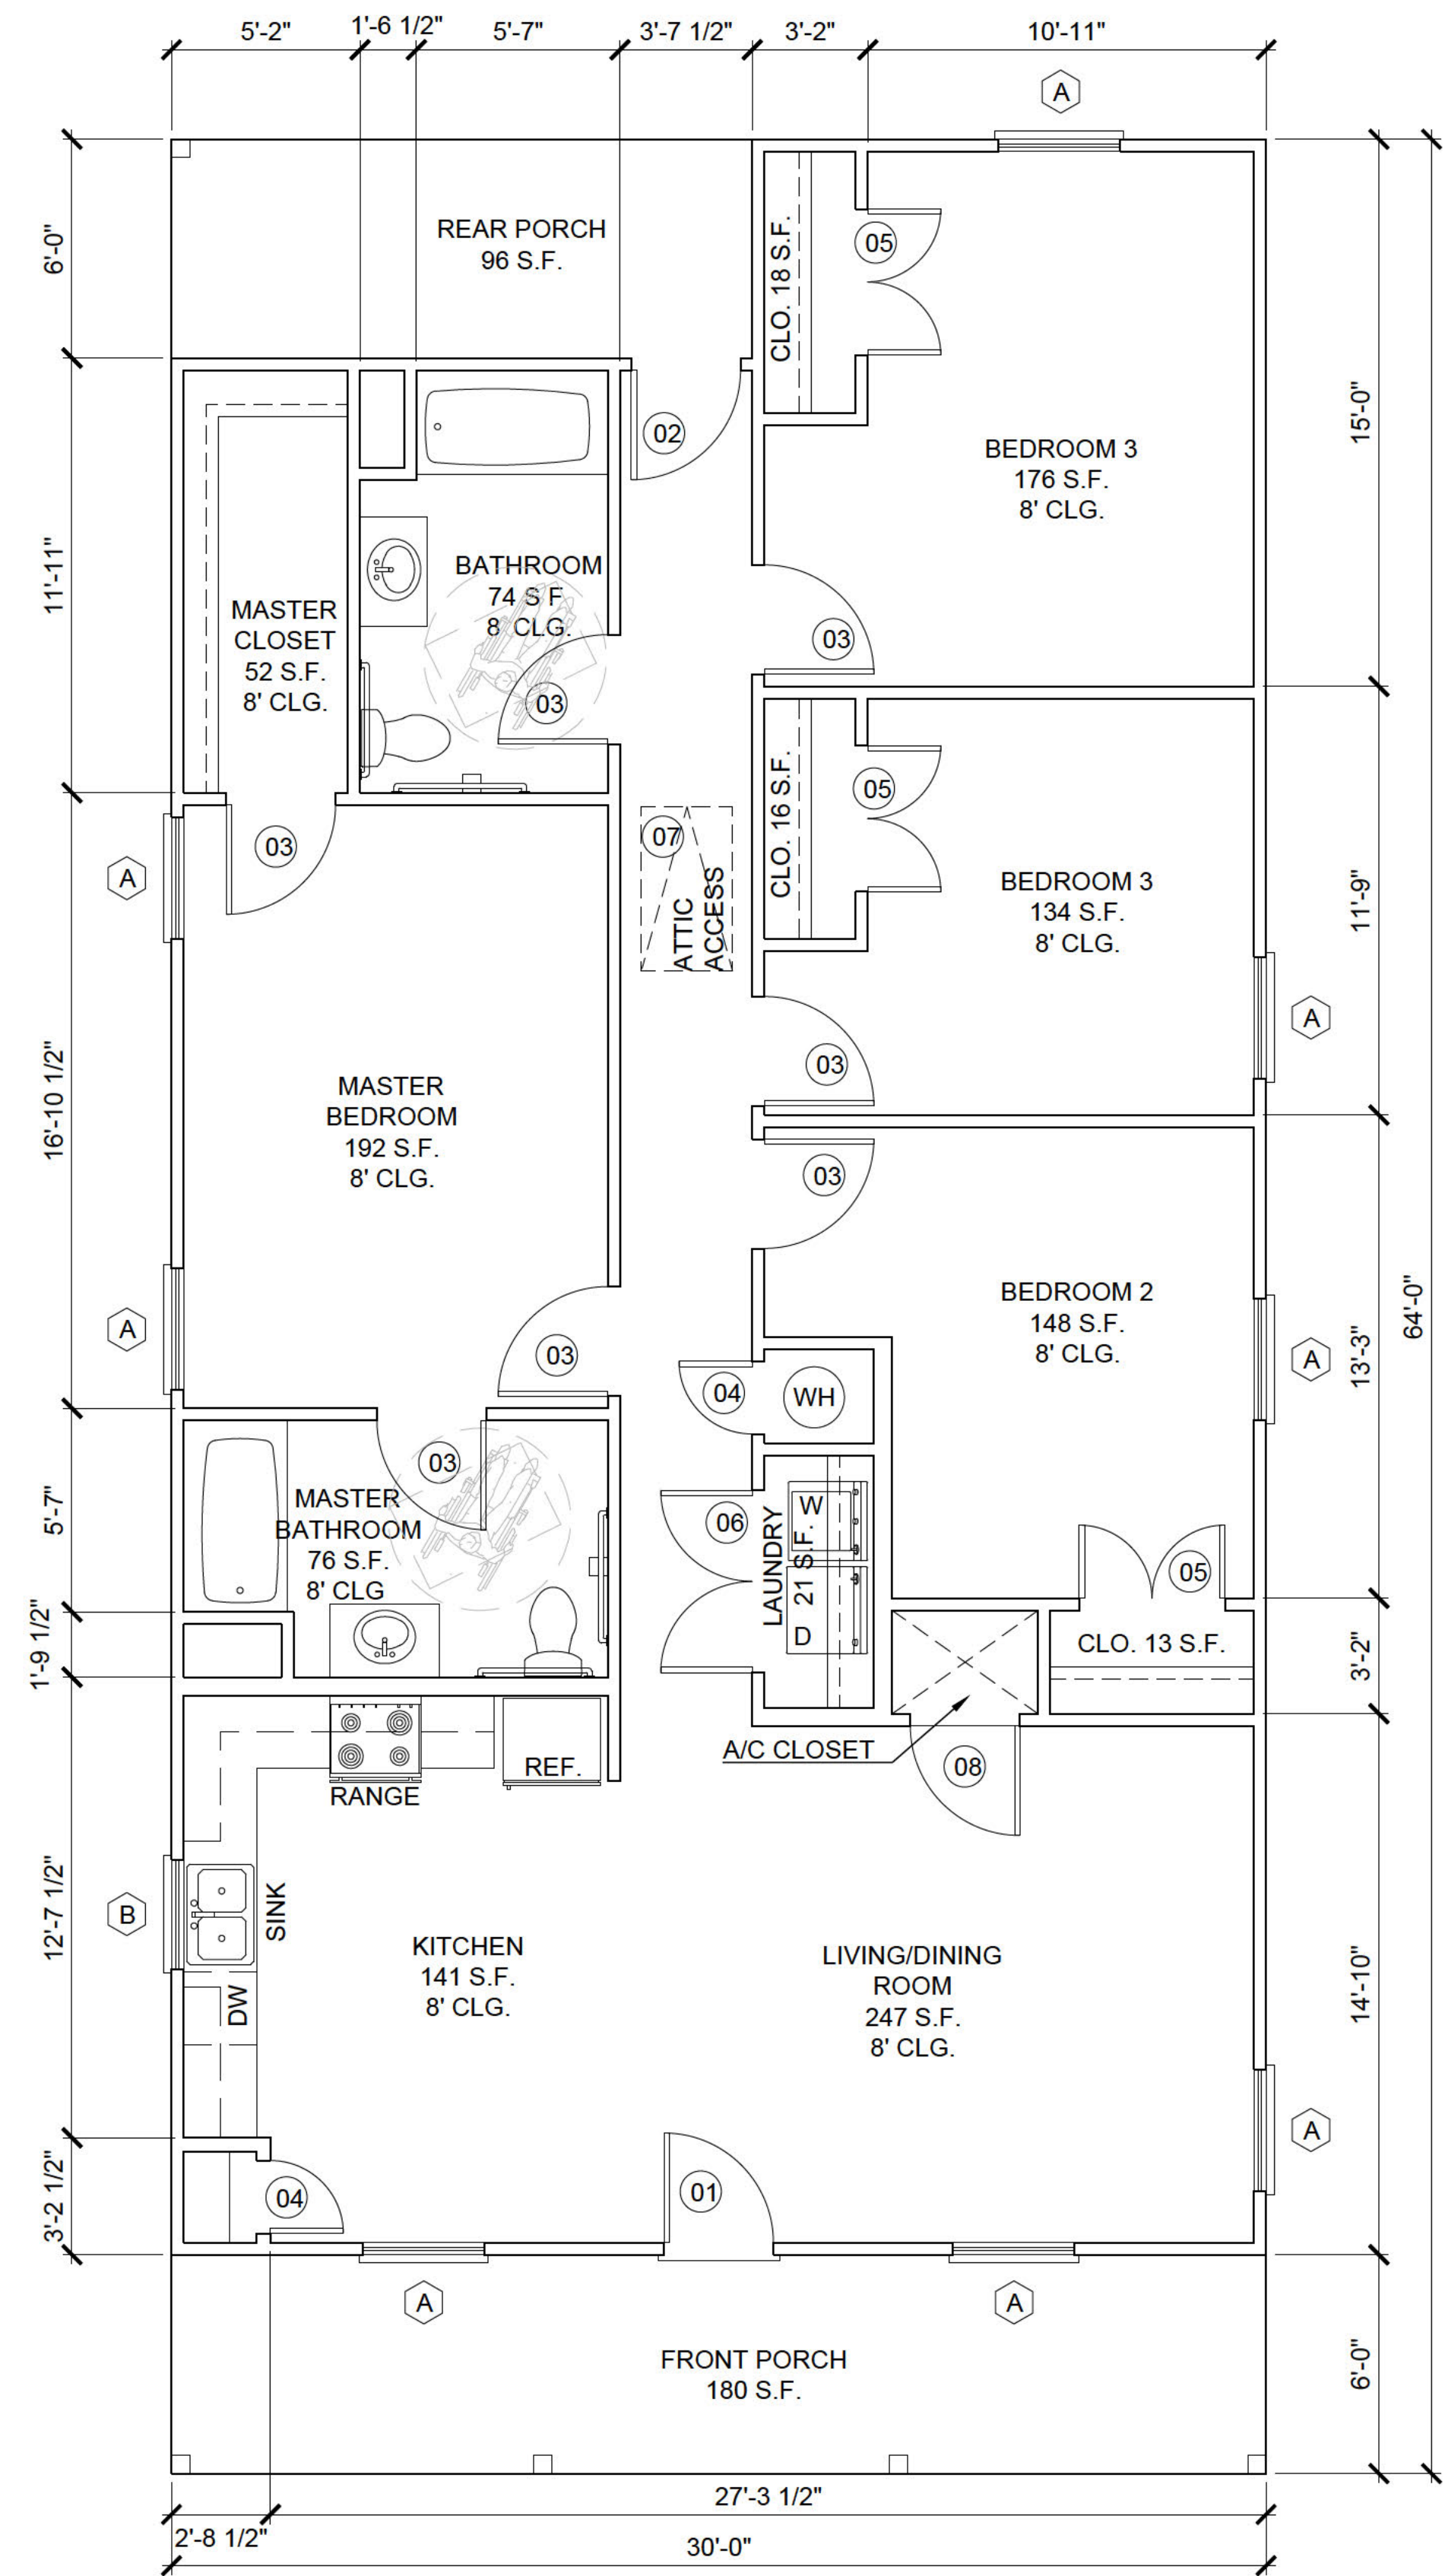 5'-2"
1'-6 1/2"
5'-7"
3'-7 1/2"
3'-2"
10'-11"
A
6'-0"
REAR PORCH
96 S.F.
CLO. 18 S.F.
05
02
BEDROOM 3
176 S.F.
8' CLG.
15'-0"
11'-11"
MASTER
CLOSET
52 S.F.
8' CLG.
BATHROOM
74 S F
8' CLG.
03
03
03
A
07
ATTIC
ACCESS
CLO. 16 S.F.
05
BEDROOM 3
134 S.F.
8' CLG.
11'-9"
A
16'-10 1/2"
MASTER
BEDROOM
192 S.F.
8' CLG.
03
03
BEDROOM 2
148 S.F.
8' CLG.
A
13'-3"
64'-0"
A
03
04
WH
03
5'-7"
MASTER
BATHROOM
76 S.F.
8' CLG
06
LAUNDRY
21 S.F.
W
D
05
CLO. 13 S.F.
3'-2"
1'-9 1/2"
A/C CLOSET
08
REF.
RANGE
12'-7 1/2"
B
SINK
DW
KITCHEN
141 S.F.
8' CLG.
LIVING/DINING
ROOM
247 S.F.
8' CLG.
14'-10"
A
3'-2 1/2"
04
01
A
A
FRONT PORCH
180 S.F.
6'-0"
27'-3 1/2"
2'-8 1/2"
30'-0"